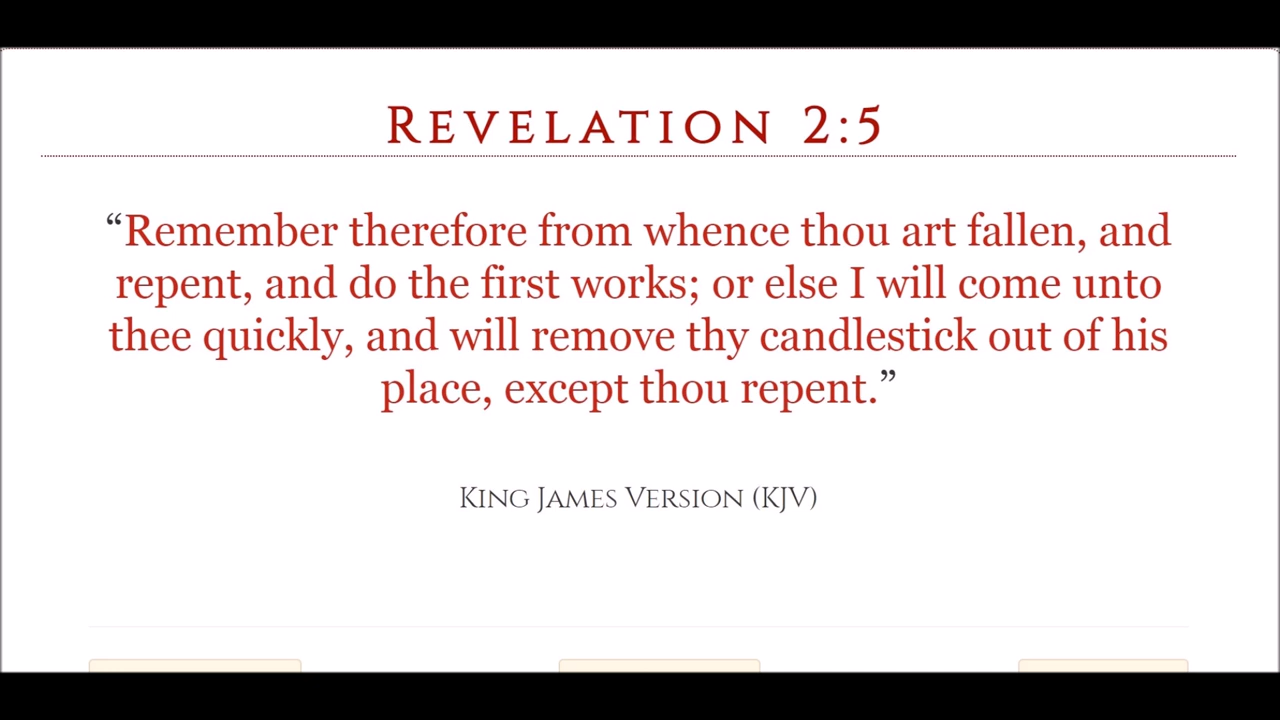 Revelation 2:5
“Remember therefore from whence thou art fallen, and
repent, and do the first works; or else I will come unto
thee quickly, and will remove thy candlestick out of his
place, except thou repent.”
King James Version (KJV)